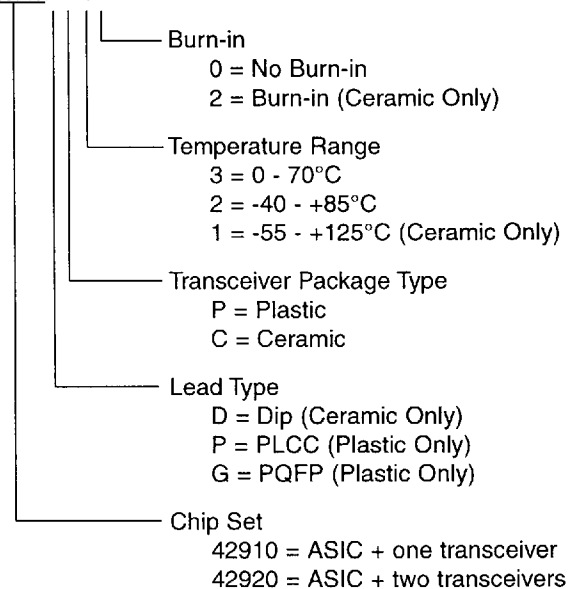 Burn-in
0 = No Burn-in
2 = Burn-in (Ceramic Only)
Temperature Range
3 = 0 - 70°C
2 = -40 - +85°C
1 = -55 - +125°C (Ceramic Only)
Transceiver Package Type
P = Plastic
C = Ceramic
Lead Type
D = Dip (Ceramic Only)
P = PLCC (Plastic Only)
G = PQFP (Plastic Only)
Chip Set
42910 = ASIC + one transceiver
42920 = ASIC + two transceivers